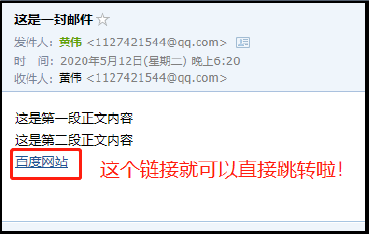 这是一封邮件☆
发件人：黄伟 <1127421544@qq.com>
时　间：2020年5月12日(星期二) 晚上6:20
收件人：黄伟 <1127421544@qq.com>
这是第一段正文内容
这是第二段正文内容
百度网站 这个链接就可以直接跳转啦！